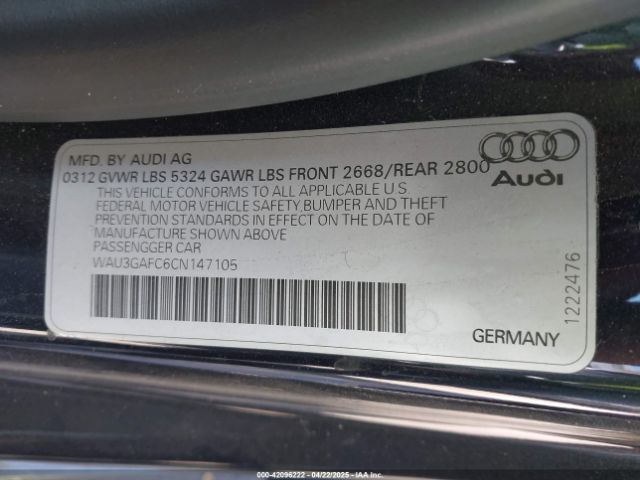 MFD. BY AUDI AG
0312 GVWR LBS 5324 GAWR LBS FRONT 2668/REAR 2800
THIS VEHICLE CONFORMS TO ALL APPLICABLE U S.
FEDERAL MOTOR VEHICLE SAFETY, BUMPER AND THEFT
PREVENTION STANDARDS IN EFFECT ON THE DATE OF
MANUFACTURE SHOWN ABOVE
PASSENGGER CAR
WAU3GAFC6CN147105
Audi
1222476
GERMANY
000-42096222 - 04/22/2025 - IAAI.com